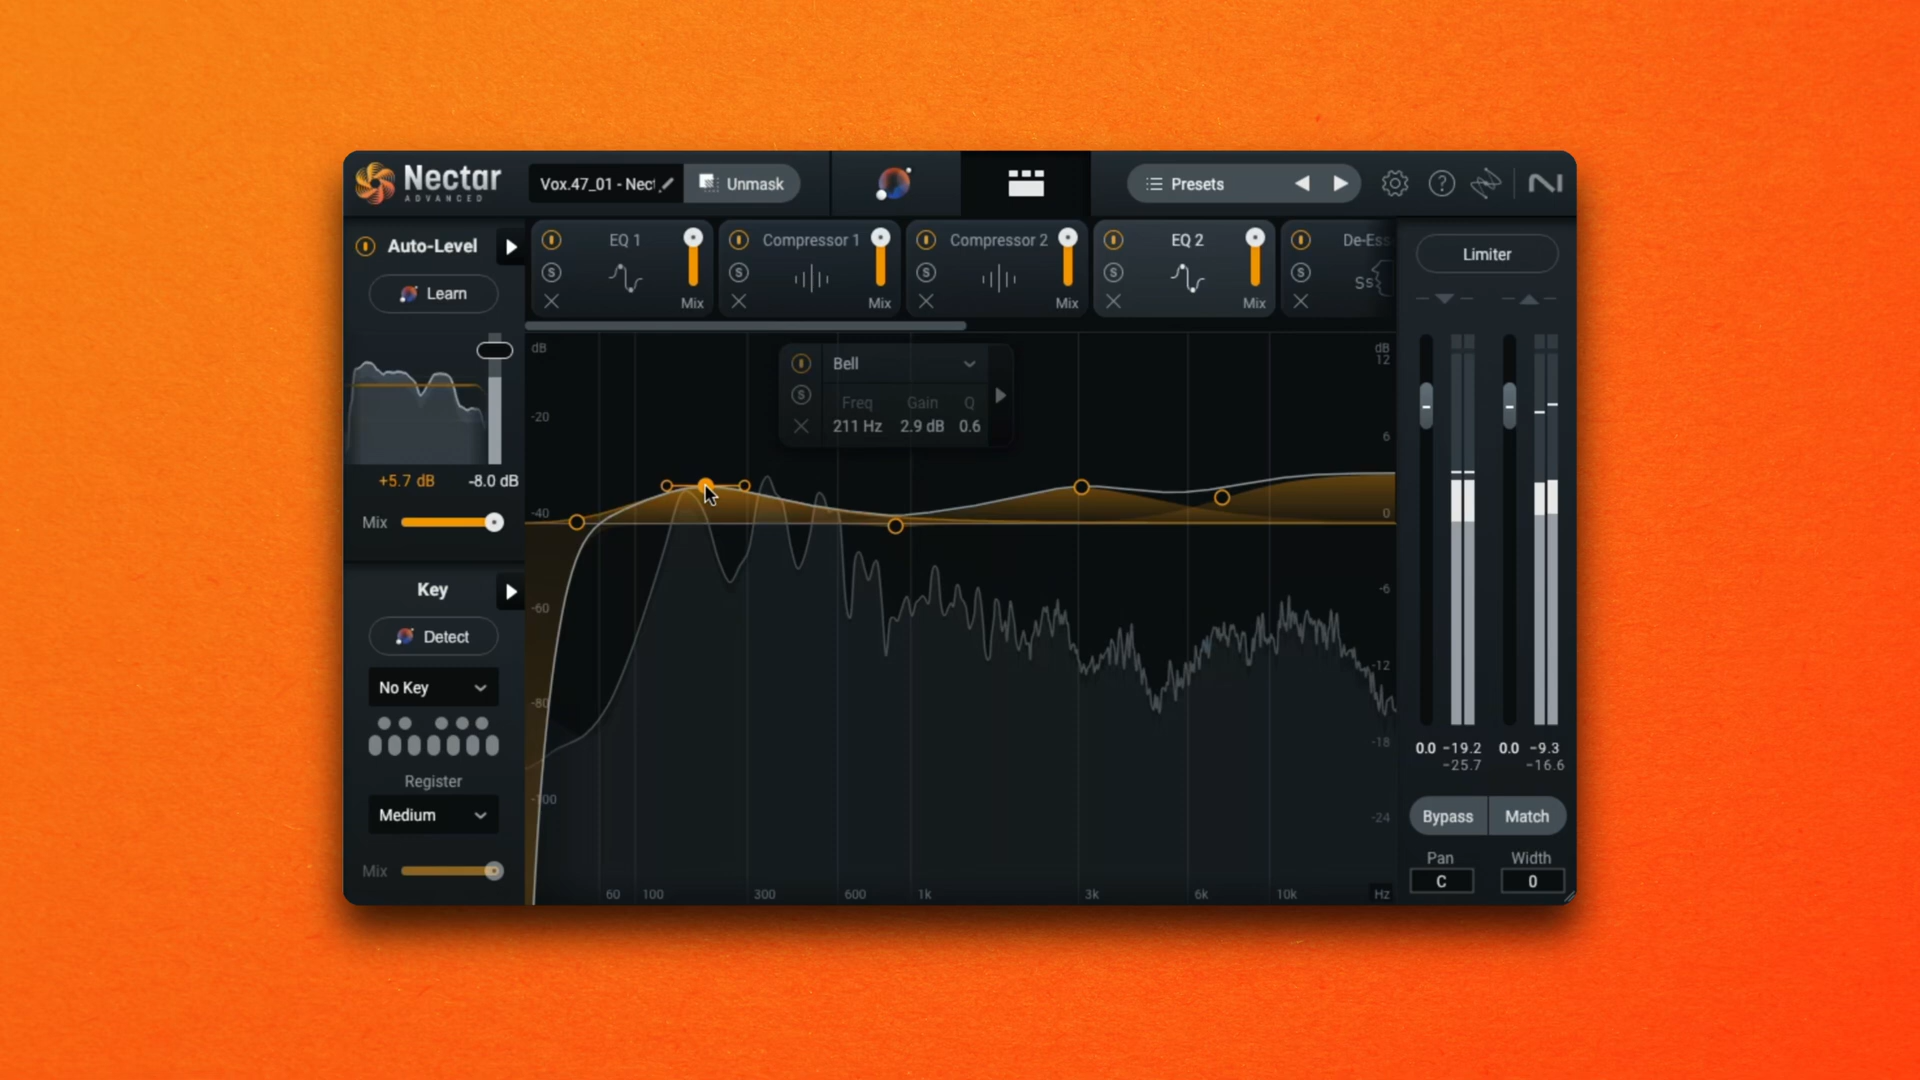 Nectar
ADVANCED
Vox.47_01 - Nect
Unmask
Presets
?
Auto-Level
Learn
+5.7 dB
-8.0 dB
Mix
Key
Detect
No Key
Register
Medium
Mix
EQ 1
S
Mix
Compressor 1
S
Mix
Compressor 2
S
Mix
EQ 2
S
Mix
De-Ess
S
Ss
dB
-20
-40
-60
-80
-100
Bell
S
Freq Gain Q
211 Hz 2.9 dB 0.6
dB
12
6
0
-6
-12
-18
-24
60 100 300 600 1k 3k 6k 10k Hz
Limiter
0.0 -19.2 0.0 -9.3
-25.7 -16.6
Bypass
Match
Pan
Width
C
0